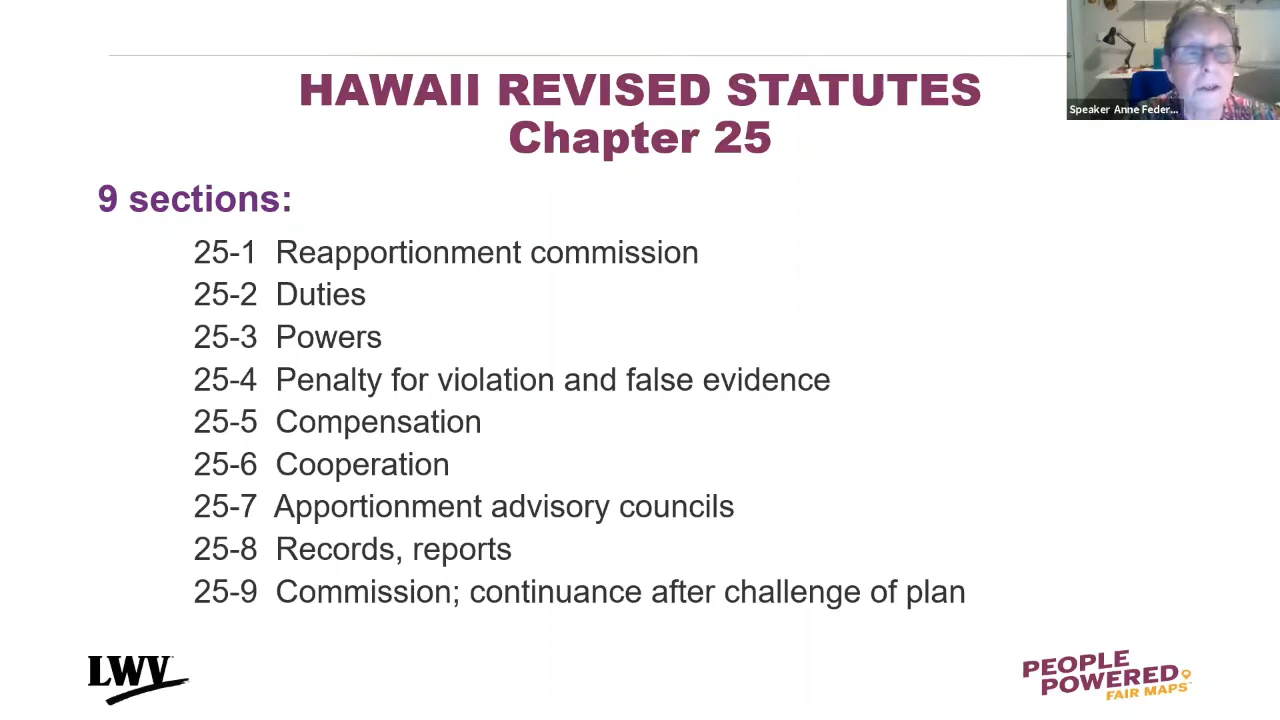 HAWAII REVISED STATUTES
Chapter 25
Speaker Anne Feder...
9 sections:
25-1 Reapportionment commission
25-2 Duties
25-3 Powers
25-4 Penalty for violation and false evidence
25-5 Compensation
25-6 Cooperation
25-7 Apportionment advisory councils
25-8 Records, reports
25-9 Commission; continuance after challenge of plan
LWV
PEOPLE
POWERED
FAIR MAPS™